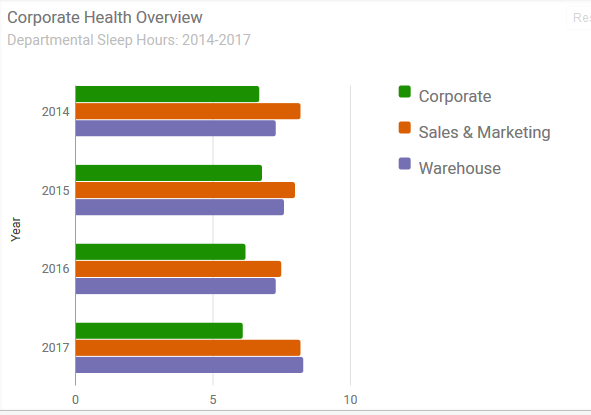 Corporate Health Overview
Departmental Sleep Hours: 2014-2017
Corporate
Sales & Marketing
Warehouse
2014
2015
2016
2017
Year
0 5 10